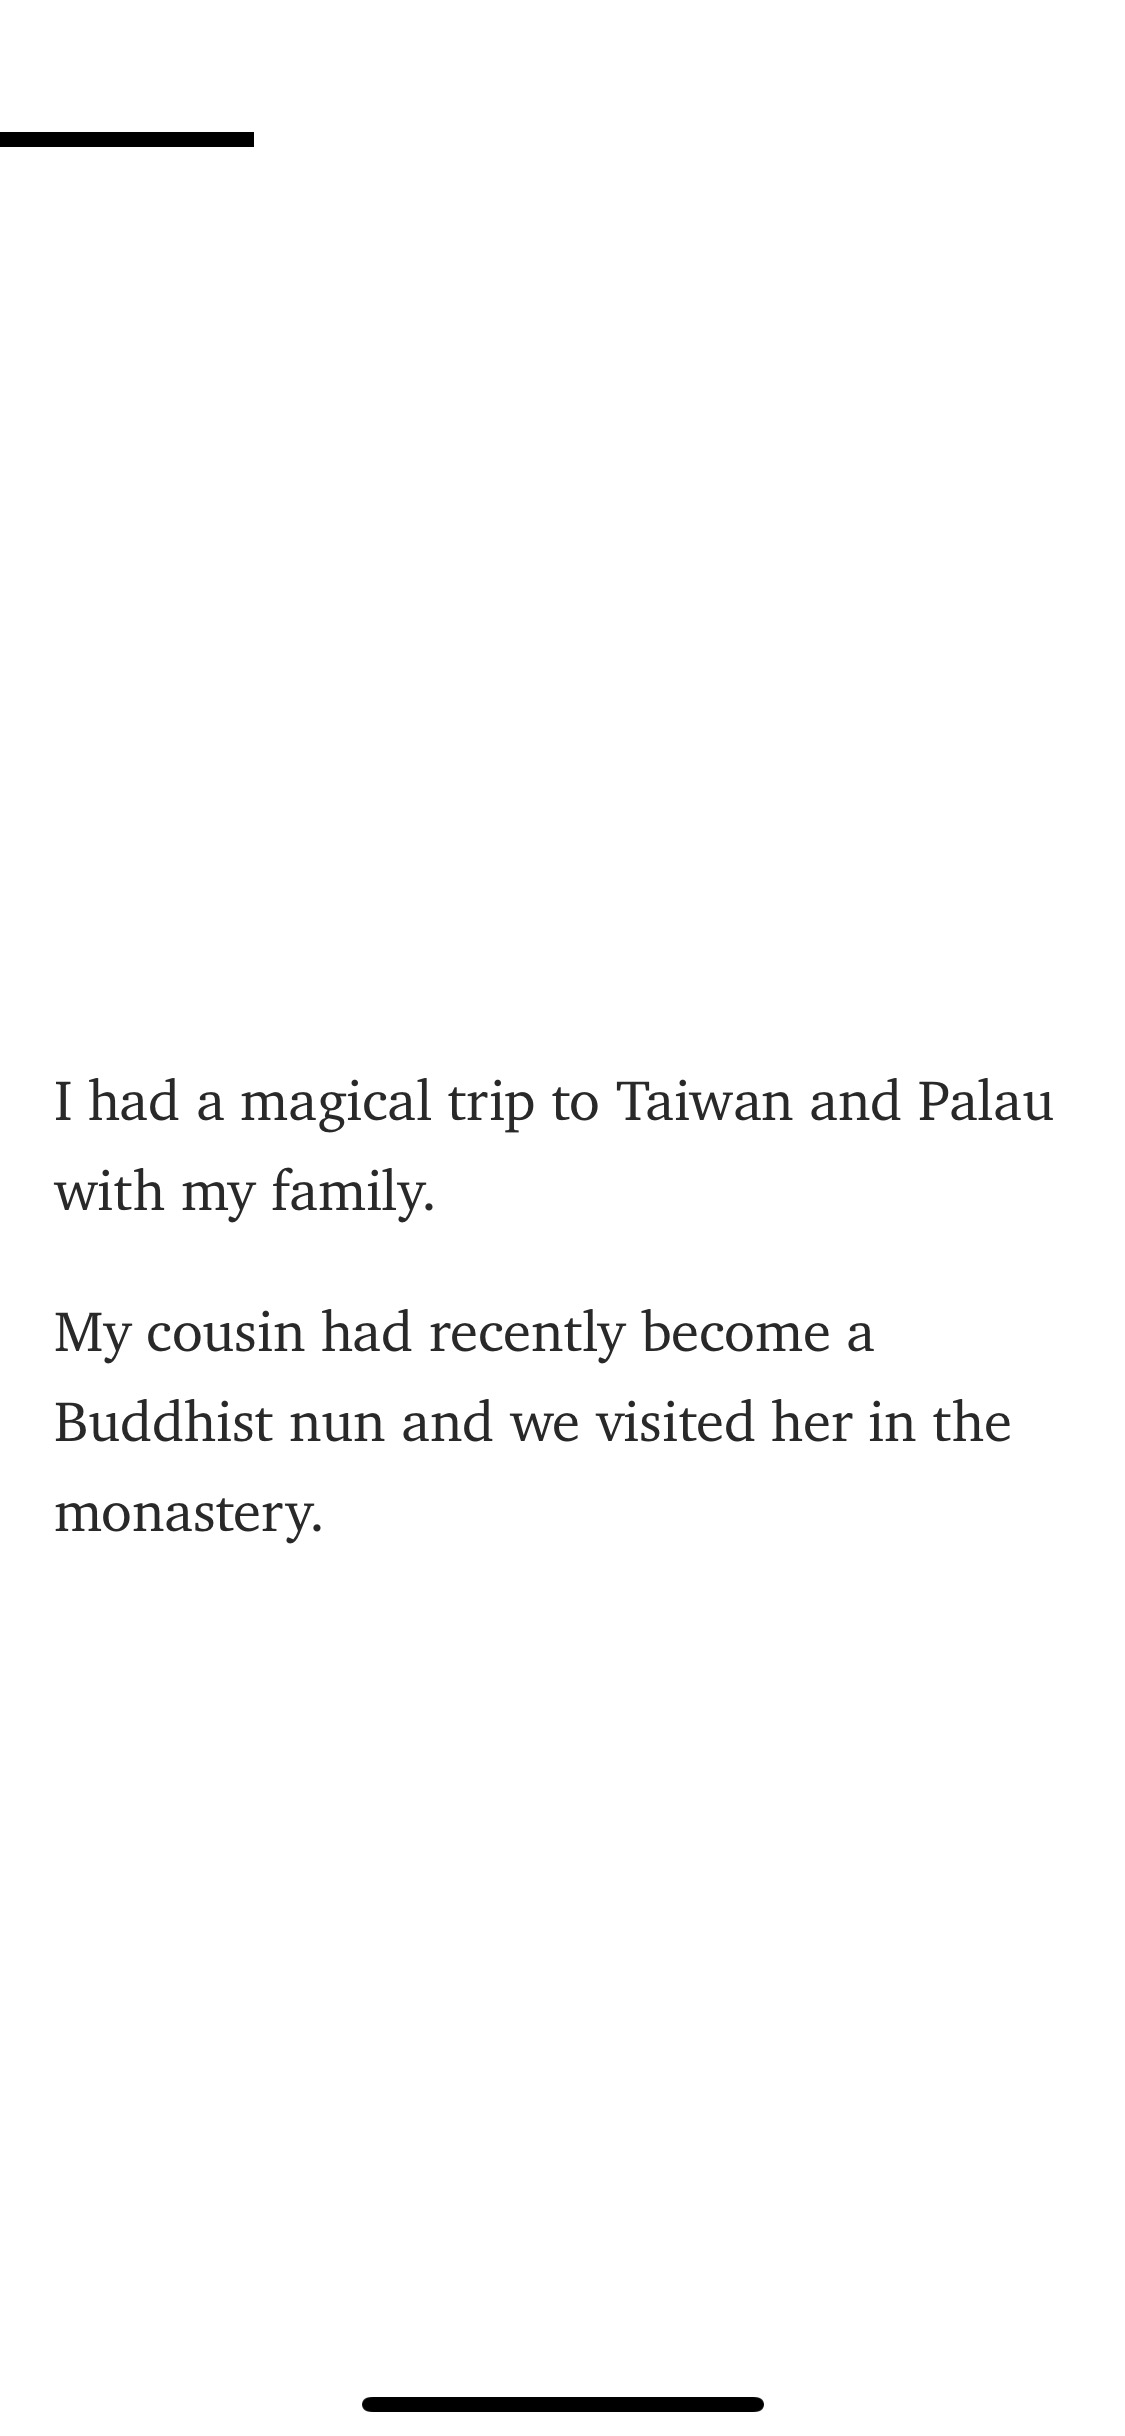 I had a magical trip to Taiwan and Palau
with my family.
My cousin had recently become a
Buddhist nun and we visited her in the
monastery.